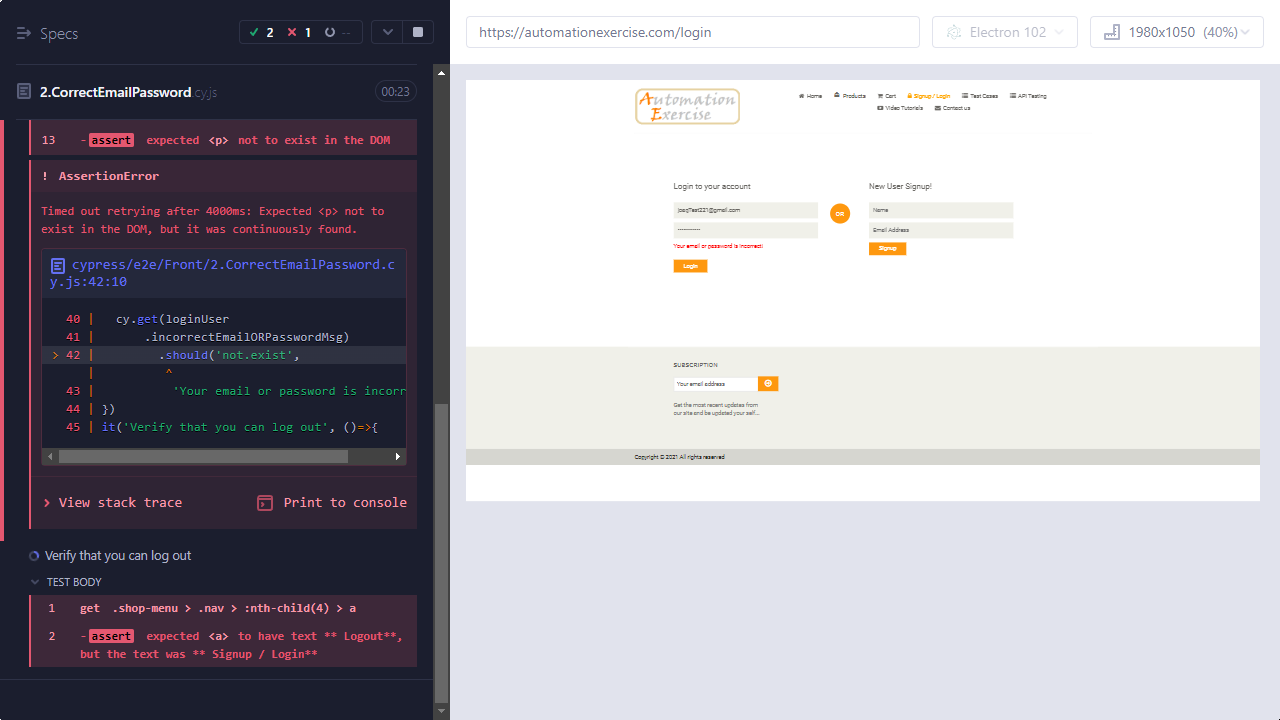 Specs
2
1
--
2.CorrectEmailPassword.cy.js
00:23
13 -assert expected <p> not to exist in the DOM
! AssertionError
Timed out retrying after 4000ms: Expected <p> not to
exist in the DOM, but it was continuously found.
cypress/e2e/Front/2.CorrectEmailPassword.c
y.js:42:10
40 | cy.get(loginUser
41 | .incorrectEmailORPasswordMsg)
> 42 | .should('not.exist',
| ^
43 | 'Your email or password is incorr
44 | })
45 | it('Verify that you can log out', ()=>{
> View stack trace
Print to console
Verify that you can log out
TEST BODY
1 get .shop-menu > .nav > :nth-child(4) > a
2 -assert expected <a> to have text ** Logout**,
but the text was ** Signup / Login**
https://automationexercise.com/login
Electron 102
1980x1050 (40%)
Automation
Exercise
Home
Products
Cart
Signup / Login
Test Cases
API Testing
Video Tutorials
Contact us
Login to your account
josqTest221@gmail.com
Your email or password is incorrect!
Login
OR
New User Signup!
Name
Email Address
Signup
SUBSCRIPTION
Your email address
Get the most recent updates from
our site and be updated your self...
Copyright © 2021 All rights reserved